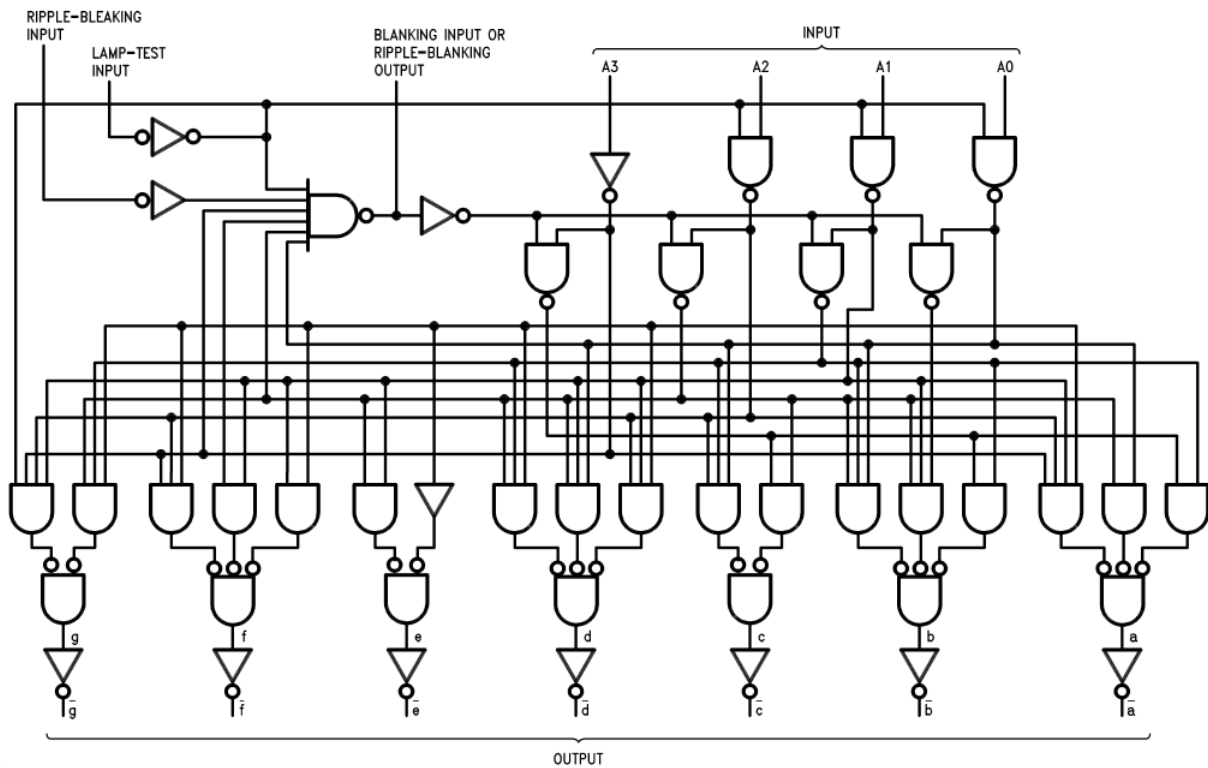 RIPPLE-BLEAKING
INPUT
LAMP-TEST
INPUT
BLANKING INPUT OR
RIPPLE-BLANKING
OUTPUT
INPUT
A3
A2
A1
A0
g
f
e
d
c
b
a
g̅
f̅
e̅
d̅
c̅
b̅
a̅
OUTPUT